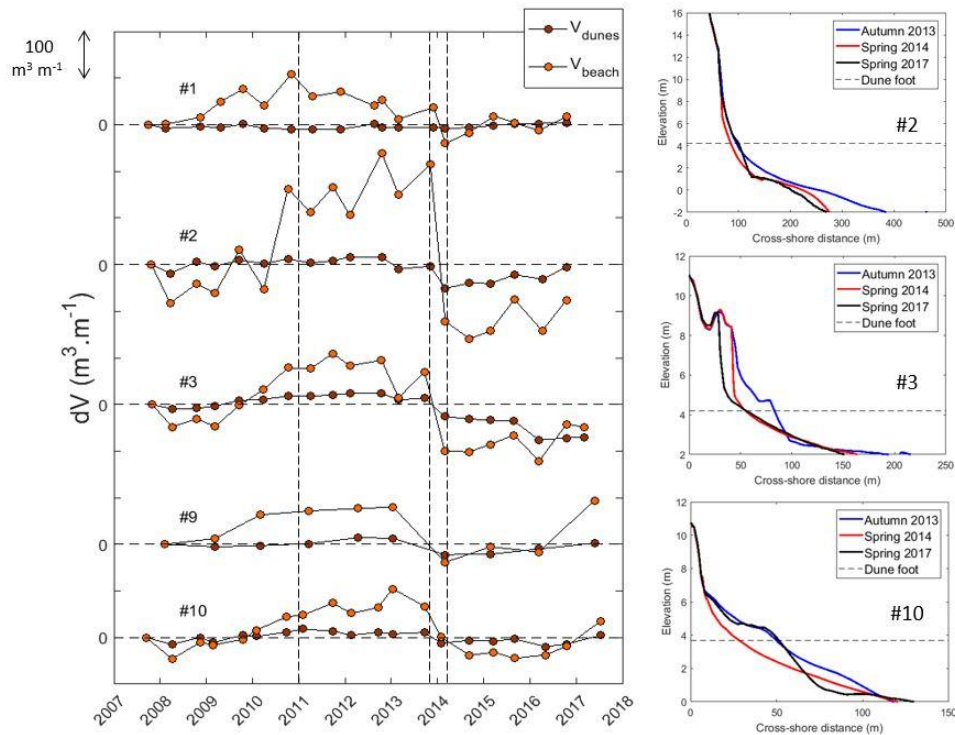 100
m³ m⁻¹
V dunes
V beach
#1
0
#2
0
#3
0
#9
0
#10
0
dV (m³.m⁻¹)
2007 2008 2009 2010 2011 2012 2013 2014 2015 2016 2017 2018
16
14
12
10
8
6
4
2
0
-2
Elevation (m)
Autumn 2013
Spring 2014
Spring 2017
Dune foot
#2
0 100 200 300 400 500
Cross-shore distance (m)
12
10
8
6
4
2
Elevation (m)
Autumn 2013
Spring 2014
Spring 2017
Dune foot
#3
0 50 100 150 200 250
Cross-shore distance (m)
12
10
8
6
4
2
0
Elevation (m)
Autumn 2013
Spring 2014
Spring 2017
Dune foot
#10
0 50 100 150
Cross-shore distance (m)